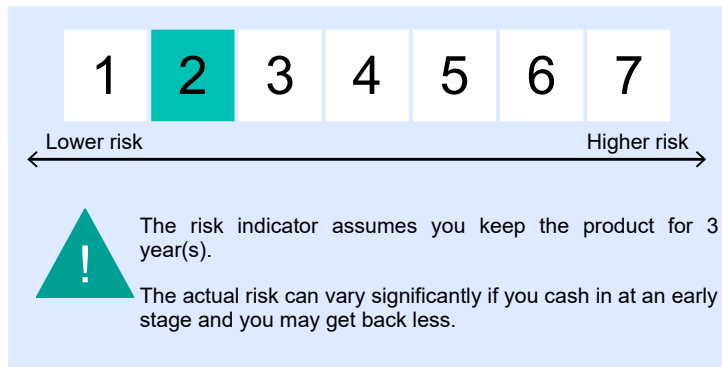 1 2 3 4 5 6 7
Lower risk Higher risk
!
The risk indicator assumes you keep the product for 3
year(s).
The actual risk can vary significantly if you cash in at an early
stage and you may get back less.